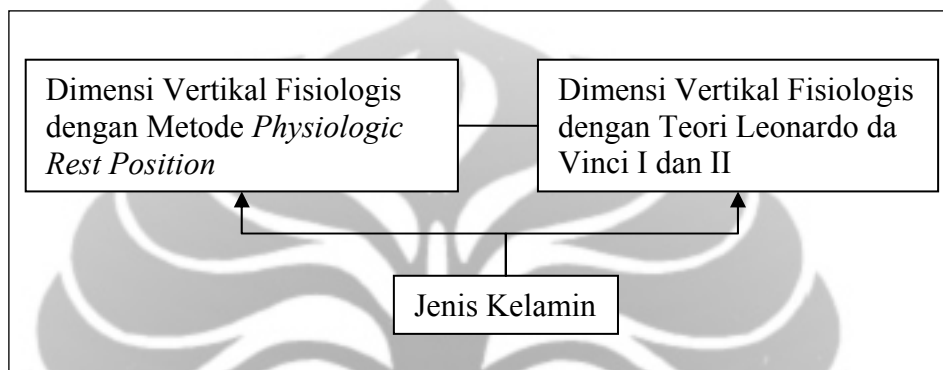 Dimensi Vertikal Fisiologis
dengan Metode Physiologic
Rest Position
Dimensi Vertikal Fisiologis
dengan Teori Leonardo da
Vinci I dan II
Jenis Kelamin